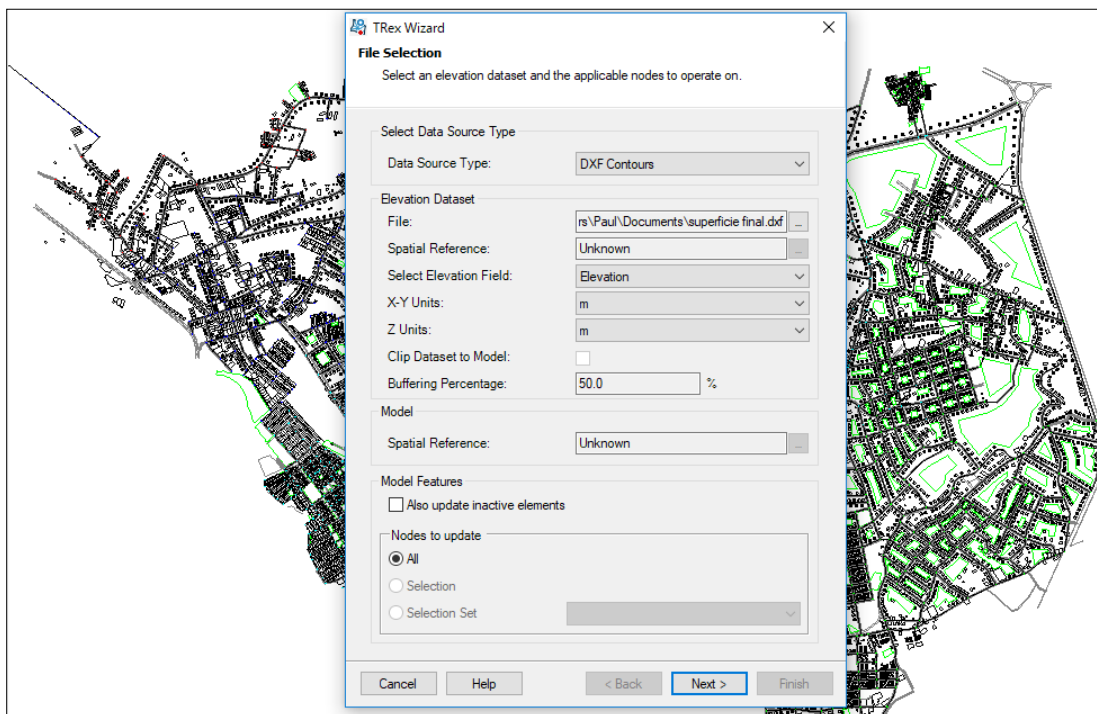 TRex Wizard
File Selection
Select an elevation dataset and the applicable nodes to operate on.
Select Data Source Type
Data Source Type: DXF Contours
Elevation Dataset
File: rs\Paul\Documents\superficie final.dxf ...
Spatial Reference: Unknown ...
Select Elevation Field: Elevation
X-Y Units: m
Z Units: m
Clip Dataset to Model:
Buffering Percentage: 50.0 %
Model
Spatial Reference: Unknown ...
Model Features
Also update inactive elements
Nodes to update
All
Selection
Selection Set
Cancel Help < Back Next > Finish